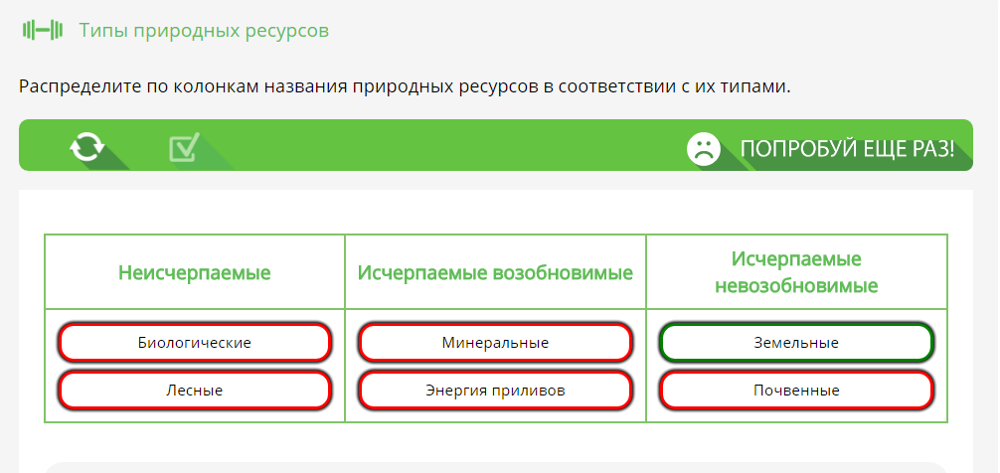 Типы природных ресурсов
Распределите по колонкам названия природных ресурсов в соответствии с их типами.
ПОПРОБУЙ ЕЩЕ РАЗ!
Неисчерпаемые
Исчерпаемые возобновимые
Исчерпаемые
невозобновимые
Биологические
Минеральные
Земельные
Лесные
Энергия приливов
Почвенные